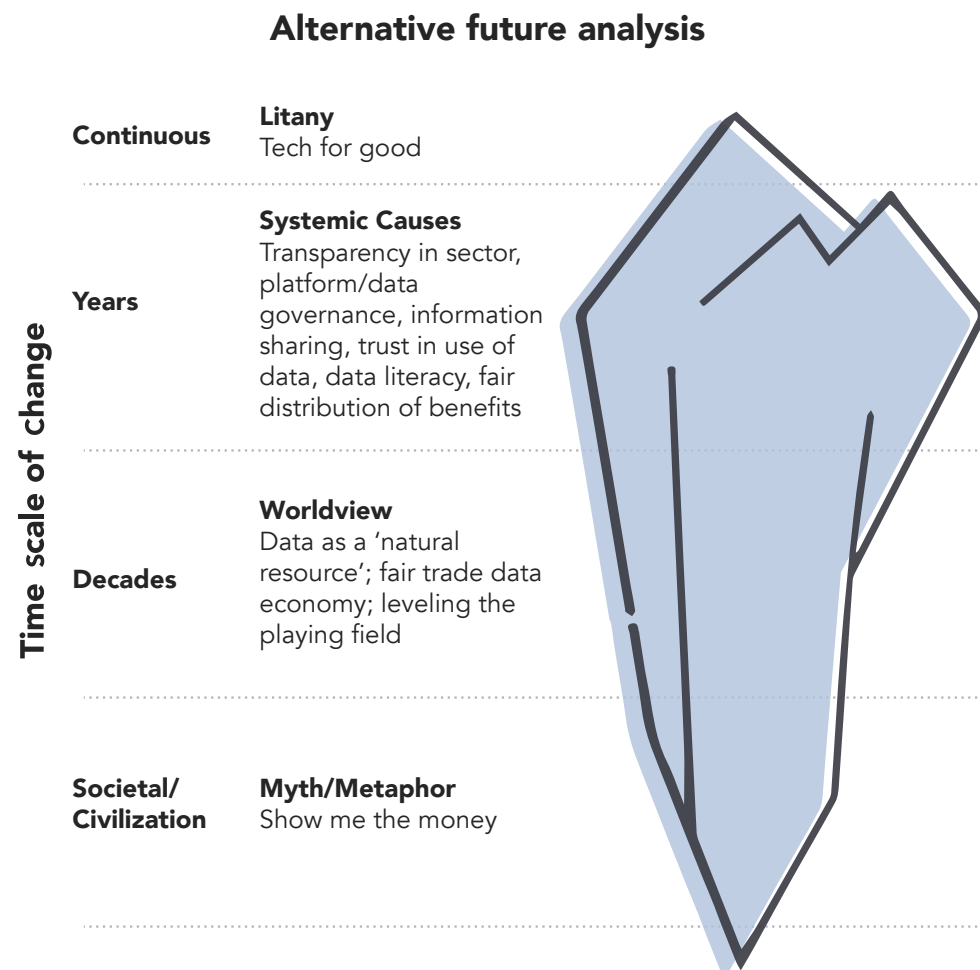 Alternative future analysis
Time scale of change
Continuous
Litany
Tech for good
Years
Systemic Causes
Transparency in sector,
platform/data
governance, information
sharing, trust in use of
data, data literacy, fair
distribution of benefits
Decades
Worldview
Data as a ‘natural
resource’; fair trade data
economy; leveling the
playing field
Societal/
Civilization
Myth/Metaphor
Show me the money